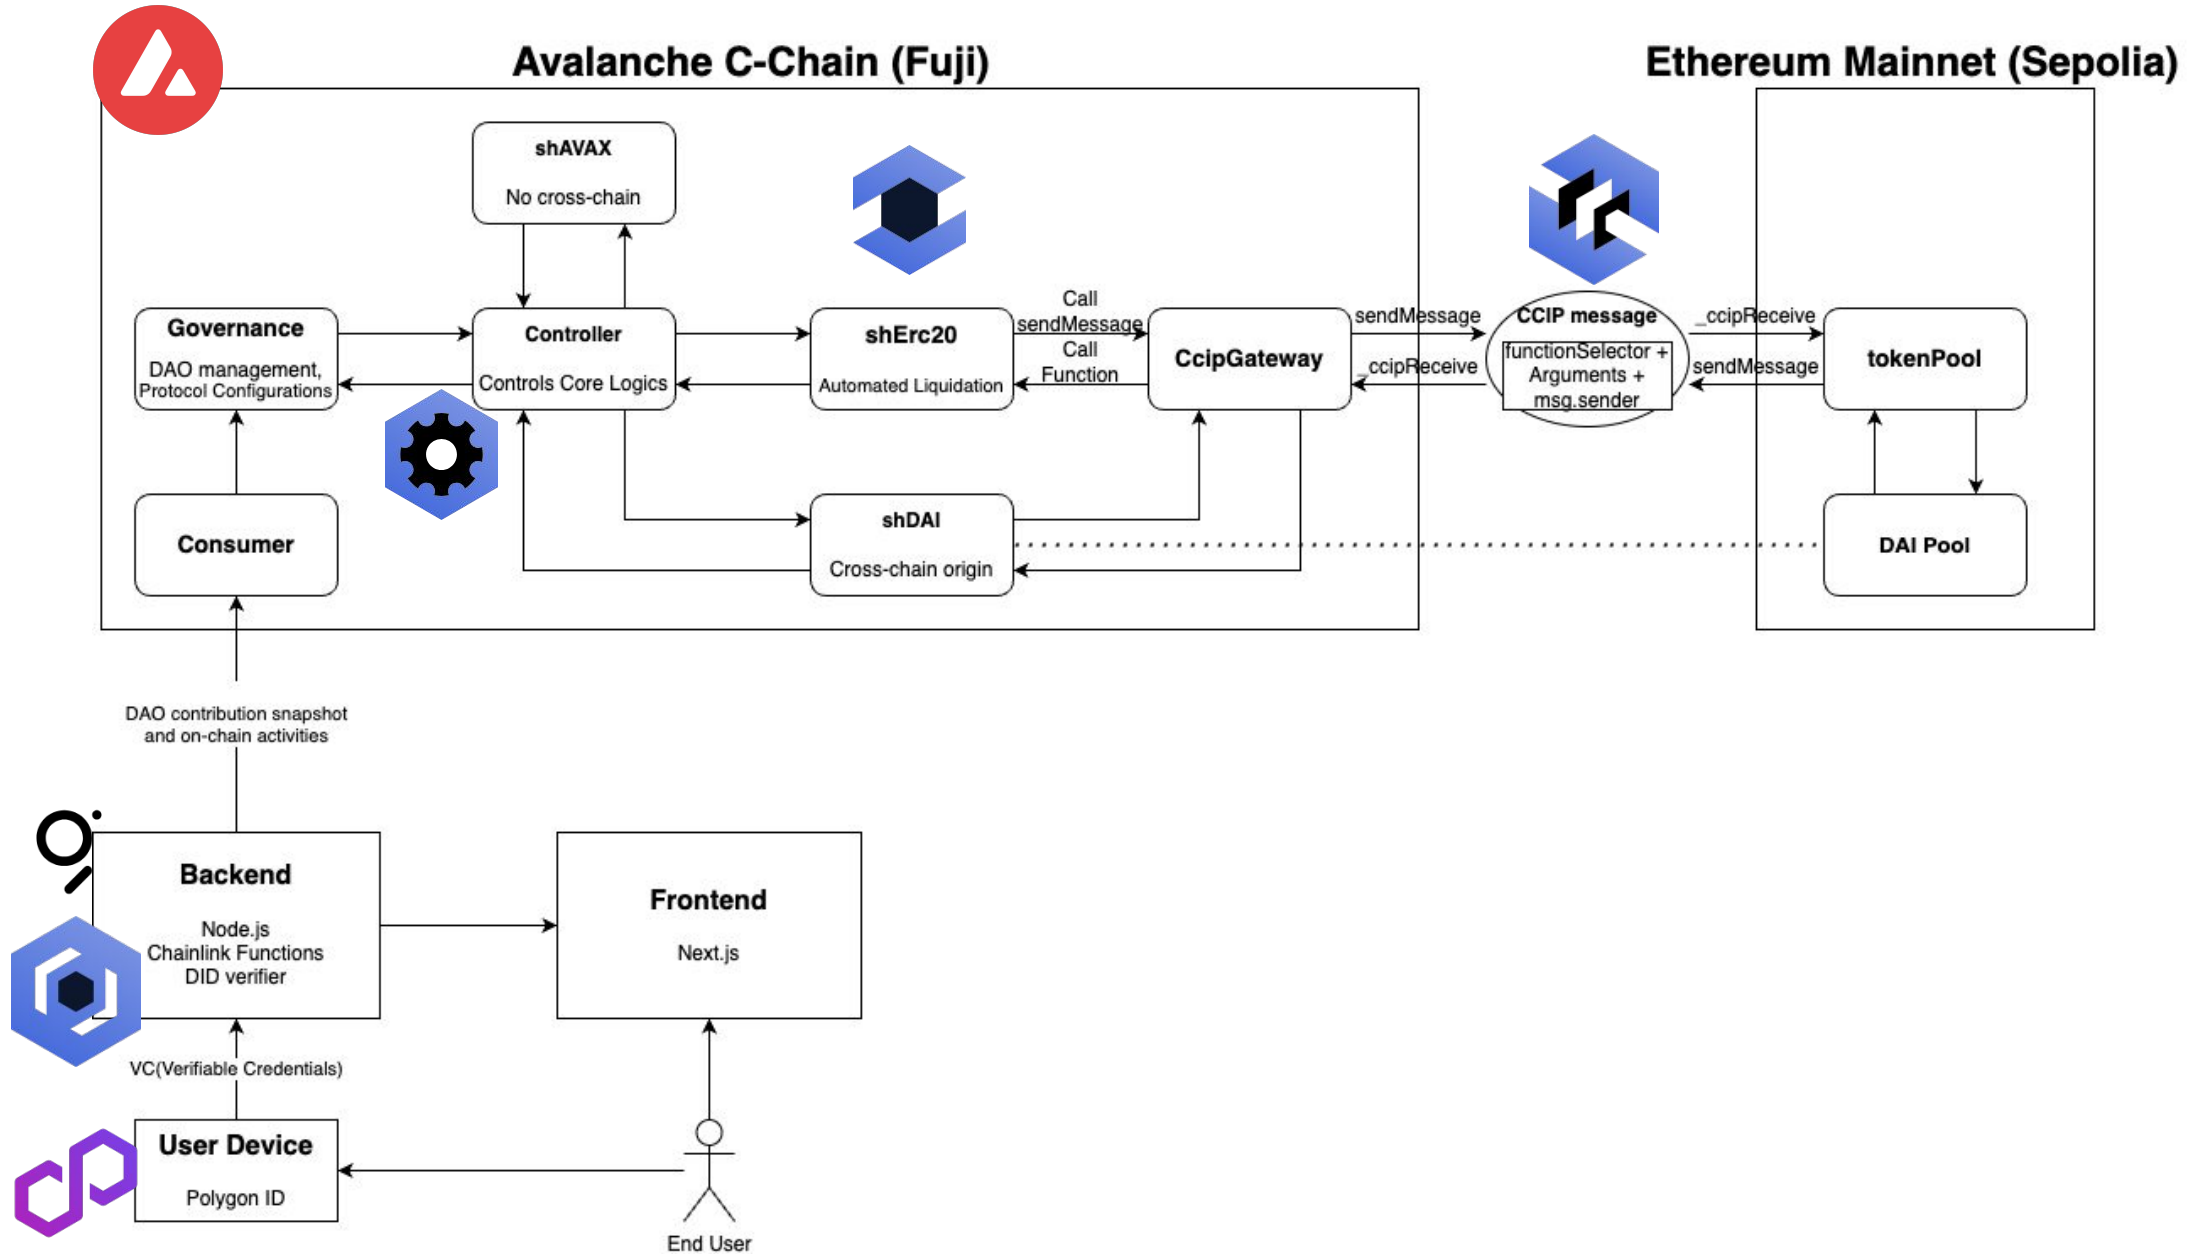 Avalanche C-Chain (Fuji)
Ethereum Mainnet (Sepolia)
shAVAX
No cross-chain
Governance
DAO management,
Protocol Configurations
Controller
Controls Core Logics
shErc20
Automated Liquidation
Call
sendMessage
Call
Function
CcipGateway
sendMessage
_ccipReceive
CCIP message
functionSelector +
Arguments +
msg.sender
_ccipReceive
sendMessage
tokenPool
Consumer
shDAI
Cross-chain origin
DAI Pool
DAO contribution snapshot
and on-chain activities
Backend
Node.js
Chainlink Functions
DID verifier
Frontend
Next.js
VC(Verifiable Credentials)
User Device
Polygon ID
End User